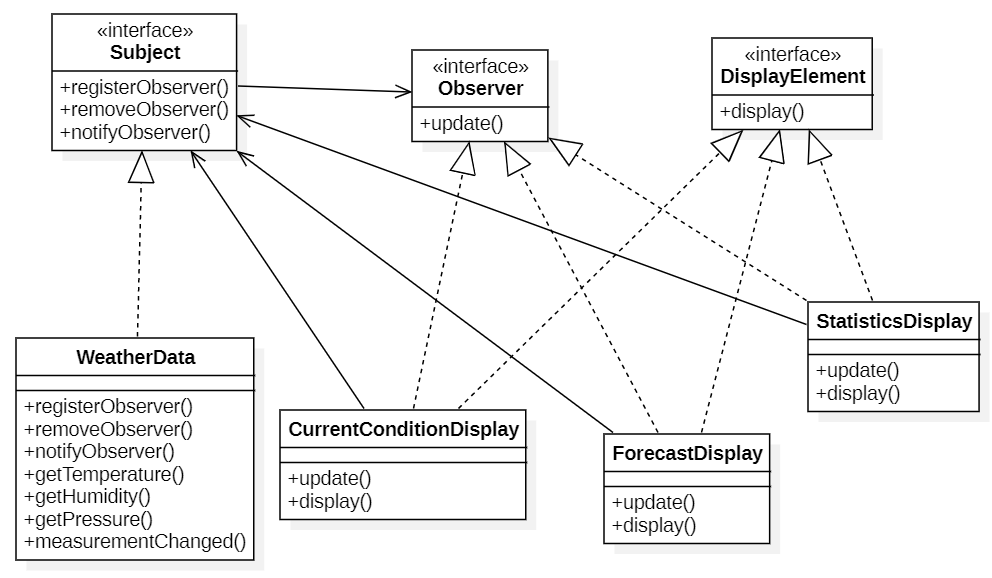 «interface»
Subject
+registerObserver()
+removeObserver()
+notifyObserver()
«interface»
Observer
+update()
«interface»
DisplayElement
+display()
WeatherData
+registerObserver()
+removeObserver()
+notifyObserver()
+getTemperature()
+getHumidity()
+getPressure()
+measurementChanged()
CurrentConditionDisplay
+update()
+display()
ForecastDisplay
+update()
+display()
StatisticsDisplay
+update()
+display()